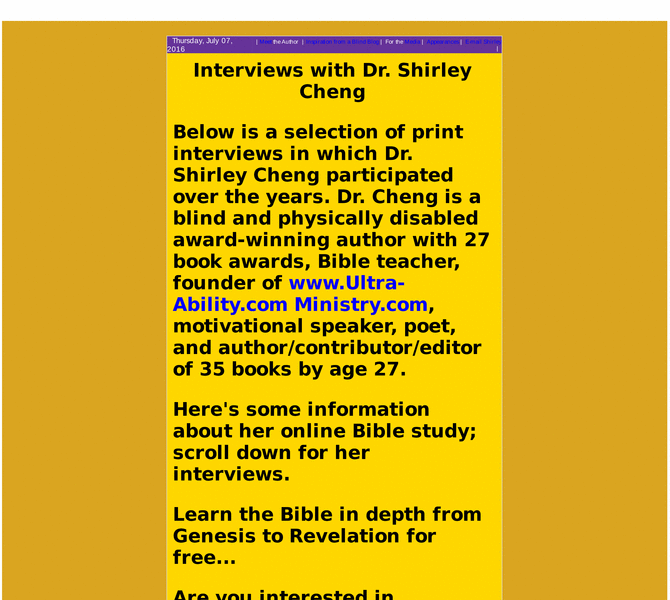 Thursday, July 07, 2016 | Meet the Author | Inspiration from a Blind Blog | For the Media | Appearances | E-mail Shirley |
Interviews with Dr. Shirley
Cheng
Below is a selection of print
interviews in which Dr.
Shirley Cheng participated
over the years. Dr. Cheng is a
blind and physically disabled
award-winning author with 27
book awards, Bible teacher,
founder of www.Ultra-
Ability.com Ministry.com,
motivational speaker, poet,
and author/contributor/editor
of 35 books by age 27.
Here's some information
about her online Bible study;
scroll down for her
interviews.
Learn the Bible in depth from
Genesis to Revelation for
free...
Are you interested in